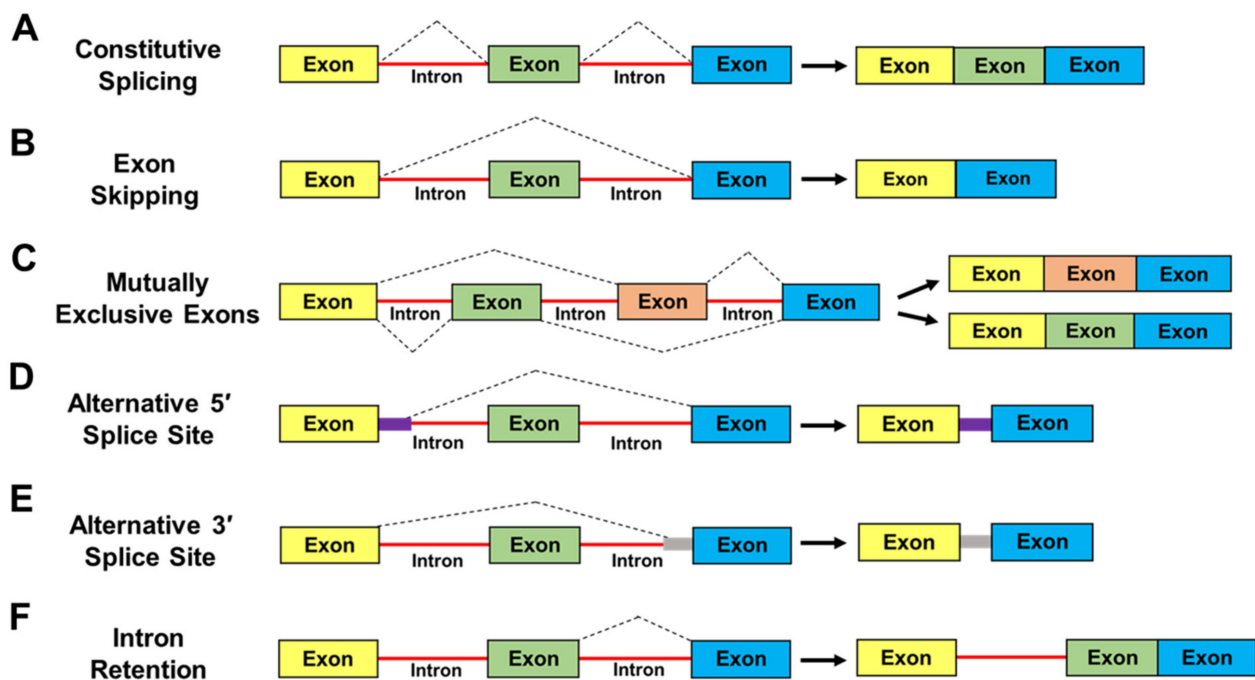 A
Constitutive
Splicing
Exon Exon Exon Exon Exon Exon
Intron Intron
B
Exon
Skipping
Exon Exon Exon Exon Exon
Intron Intron
C
Mutually
Exclusive Exons
Exon Exon Exon
Exon Exon Exon Exon
Intron Intron Intron
Exon Exon Exon
D
Alternative 5′
Splice Site
Exon Exon Exon Exon Exon
Intron Intron
E
Alternative 3′
Splice Site
Exon Exon Exon Exon Exon
Intron Intron
F
Intron
Retention
Exon Exon Exon Exon Exon Exon
Intron Intron